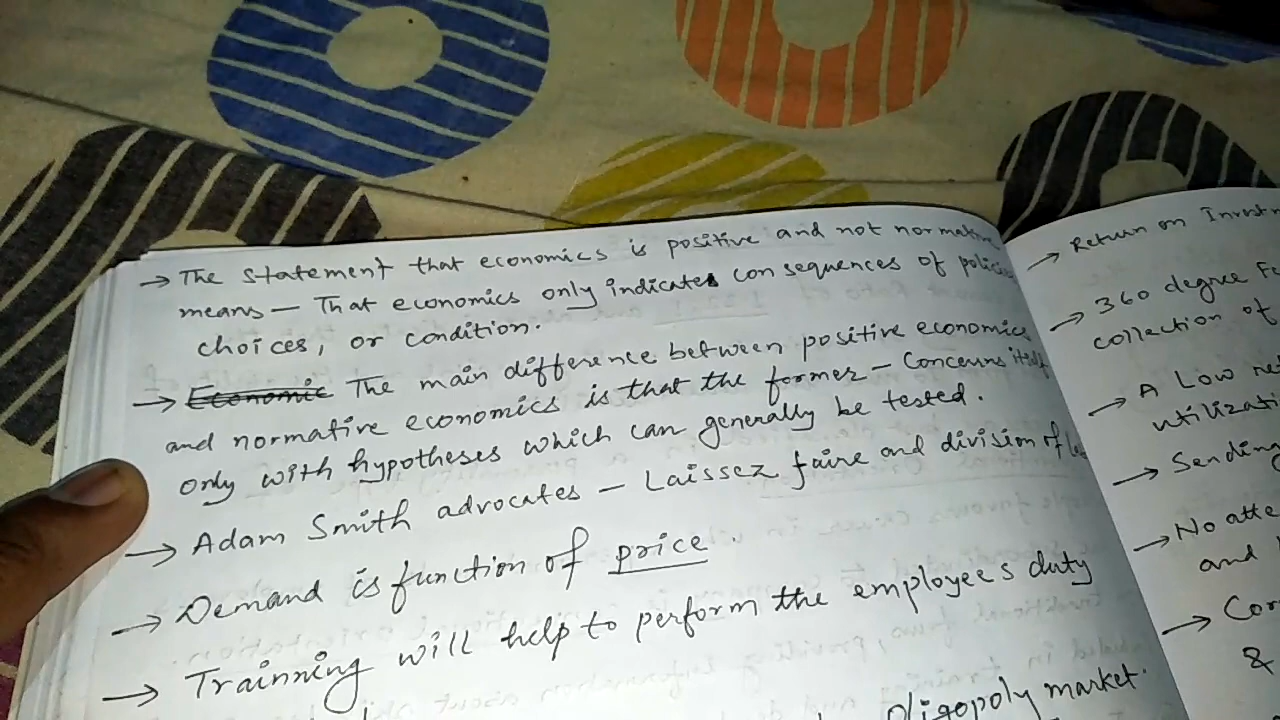 → The statement that economics is positive and not normative
means — That economics only indicates consequences of
choices, or condition.
→ Economic The main difference between positive economics
and normative economics is that the former – Concerns itself
only with hypotheses which can generally be tested.
→ Adam Smith advocates – Laissez faire and division of
→ Demand is function of price.
→ Trainning will help to perform the employees duty
oligopoly market.
→ Return on
→ 360 degree
collection of
→ A Low
→ Sending
→ No
and
→
&